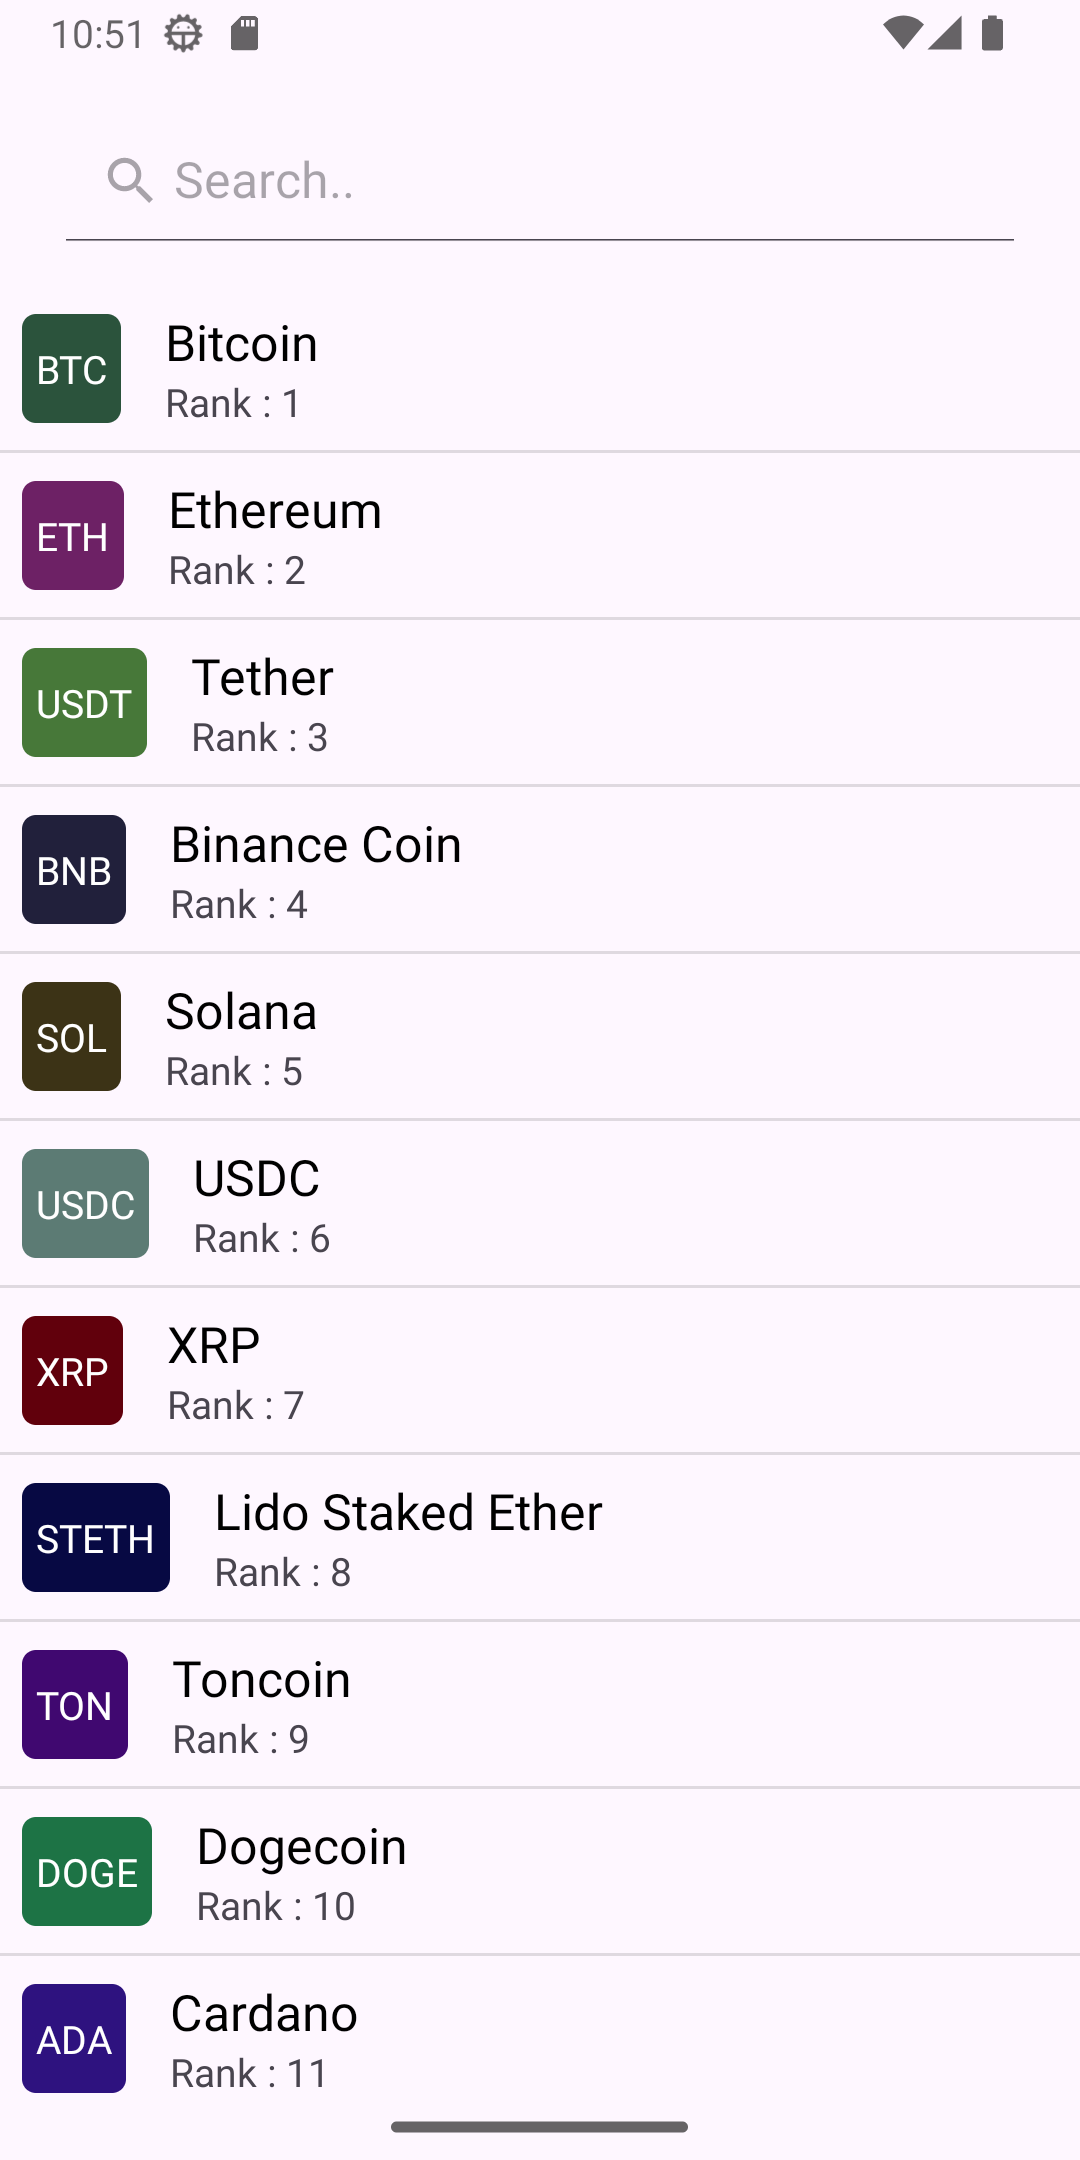 10:51
Search..
BTC
Bitcoin
Rank : 1
ETH
Ethereum
Rank : 2
USDT
Tether
Rank : 3
BNB
Binance Coin
Rank : 4
SOL
Solana
Rank : 5
USDC
USDC
Rank : 6
XRP
XRP
Rank : 7
STETH
Lido Staked Ether
Rank : 8
TON
Toncoin
Rank : 9
DOGE
Dogecoin
Rank : 10
ADA
Cardano
Rank : 11